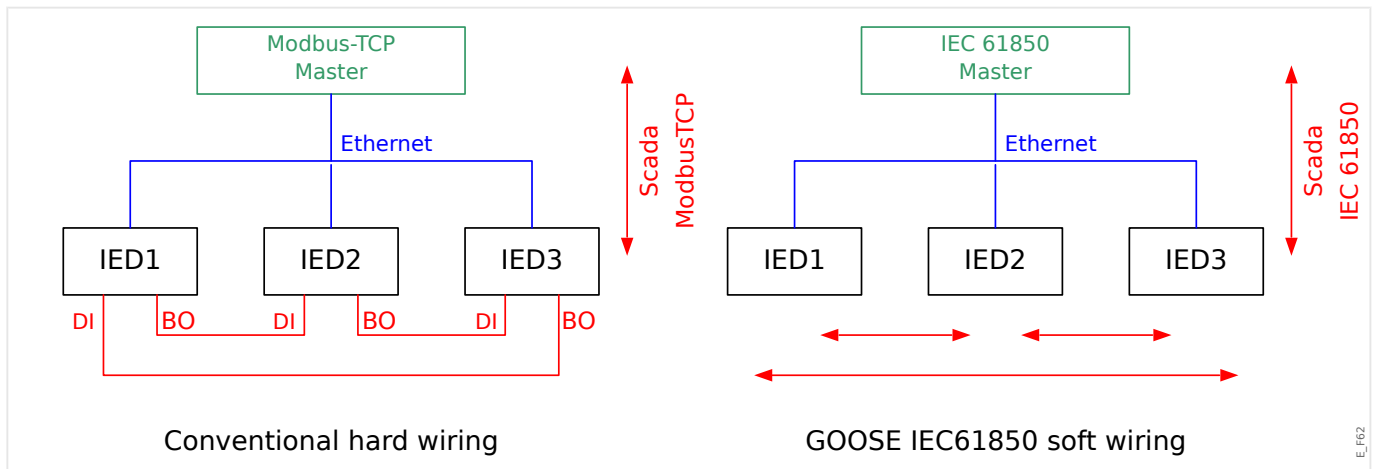 Modbus-TCP
Master
Ethernet
Scada
ModbusTCP
IED1
IED2
IED3
DI
BO
DI
BO
DI
BO
Conventional hard wiring
IEC 61850
Master
Ethernet
Scada
IEC 61850
IED1
IED2
IED3
GOOSE IEC61850 soft wiring
E_F62